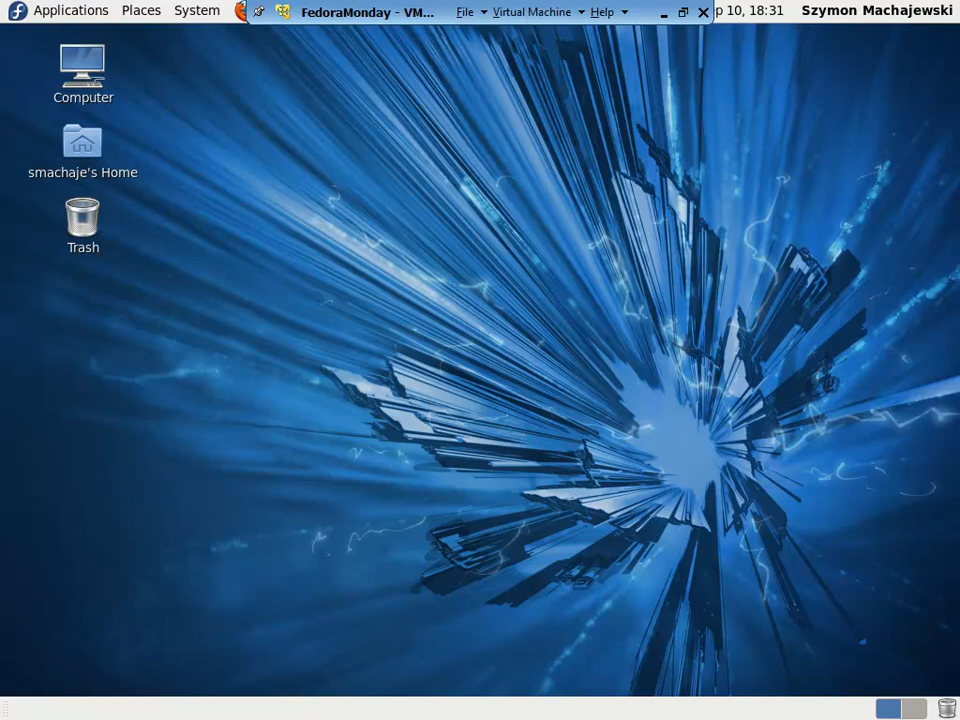 Applications Places System FedoraMonday - VM... File Virtual Machine Help p 10, 18:31 Szymon Machajewski
Computer
smachaje's Home
Trash